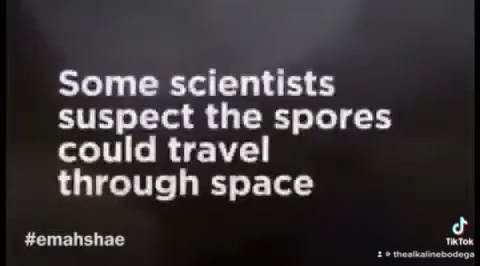 Some scientists
suspect the spores
could travel
through space
#emahshae
TikTok
@thealkalinebodega